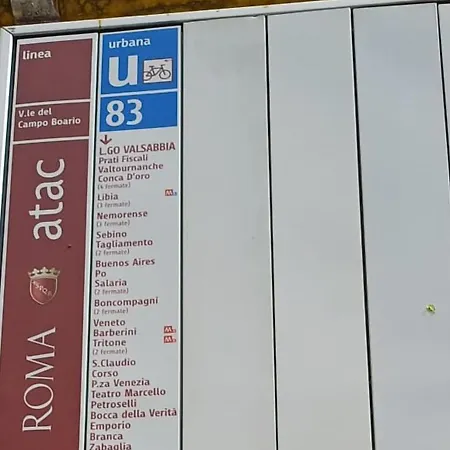 linea
V.le del
Campo Boario
atac
ROMA
urbana
U
83
L.GO VALSABBIA
Prati Fiscali
Valtournanche
Conca D'oro
(4 fermate)
Libia
(3 fermate)
Nemorense
(3 fermate)
Sebino
Tagliamento
(2 fermate)
Buenos Aires
Po
Salaria
(2 fermate)
Boncompagni
(2 fermate)
Veneto
Barberini
Tritone
(2 fermate)
S.Claudio
Corso
P.za Venezia
Teatro Marcello
Petroselli
Bocca della Verità
Emporio
Branca
Zabaglia